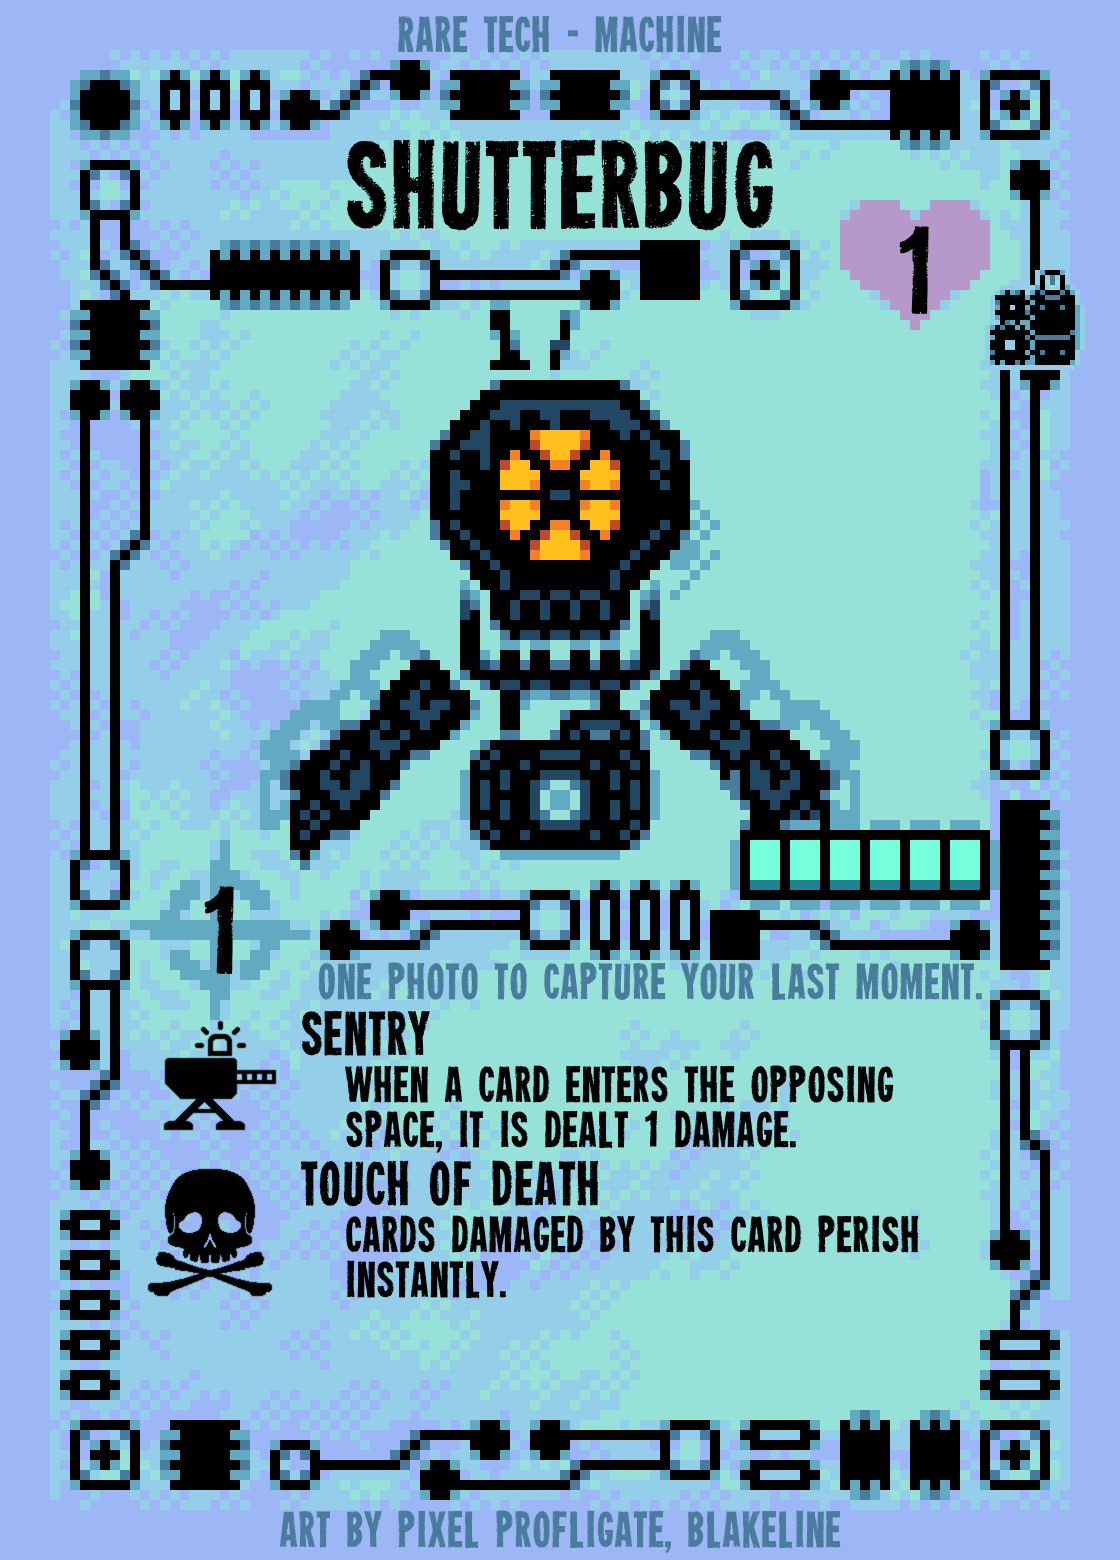 RARE TECH - MACHINE
SHUTTERBUG
1
1
ONE PHOTO TO CAPTURE YOUR LAST MOMENT.
SENTRY
WHEN A CARD ENTERS THE OPPOSING
SPACE, IT IS DEALT 1 DAMAGE.
TOUCH OF DEATH
CARDS DAMAGED BY THIS CARD PERISH
INSTANTLY.
ART BY PIXEL PROFLIGATE, BLAKELINE